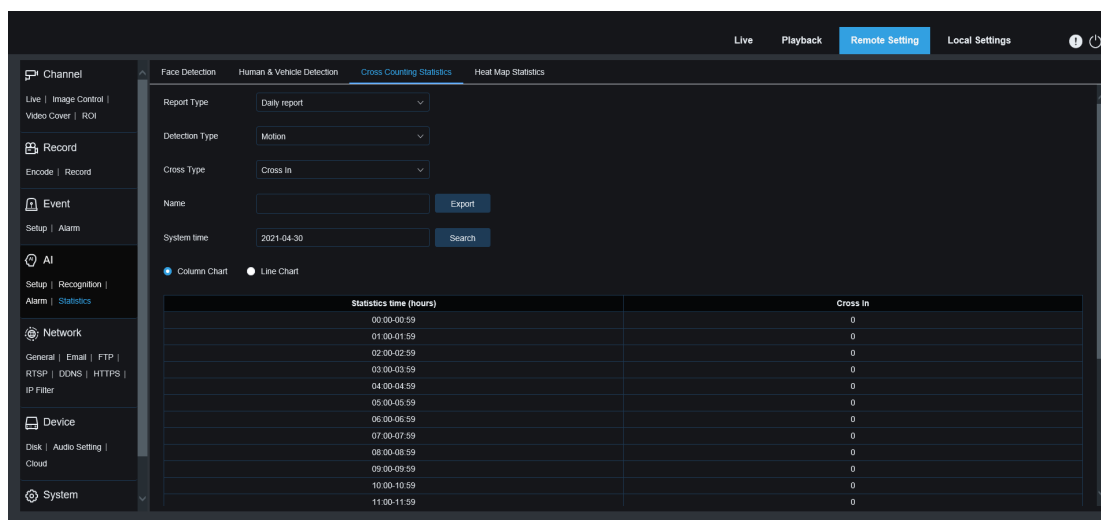 Live Playback Remote Setting Local Settings
Channel
Live | Image Control |
Video Cover | ROI
Record
Encode | Record
Event
Setup | Alarm
AI
Setup | Recognition |
Alarm | Statistics
Network
General | Email | FTP |
RTSP | DDNS | HTTPS |
IP Filter
Device
Disk | Audio Setting |
Cloud
System
Face Detection Human & Vehicle Detection Cross Counting Statistics Heat Map Statistics
Report Type Daily report
Detection Type Motion
Cross Type Cross In
Name Export
System time 2021-04-30 Search
Column Chart Line Chart
Statistics time (hours) Cross In
00:00-00:59 0
01:00-01:59 0
02:00-02:59 0
03:00-03:59 0
04:00-04:59 0
05:00-05:59 0
06:00-06:59 0
07:00-07:59 0
08:00-08:59 0
09:00-09:59 0
10:00-10:59 0
11:00-11:59 0